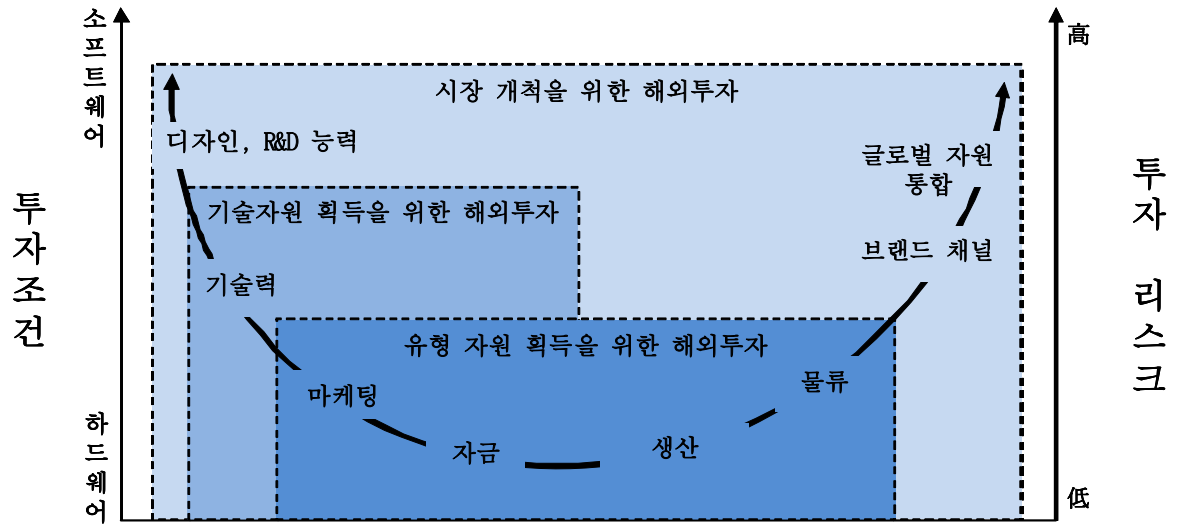 소프트웨어
하드웨어
투자조건
시장 개척을 위한 해외투자
디자인, R&D 능력
글로벌 자원
통합
기술자원 획득을 위한 해외투자
브랜드 채널
기술력
유형 자원 획득을 위한 해외투자
마케팅
물류
자금
생산
高
低
투자 리스크